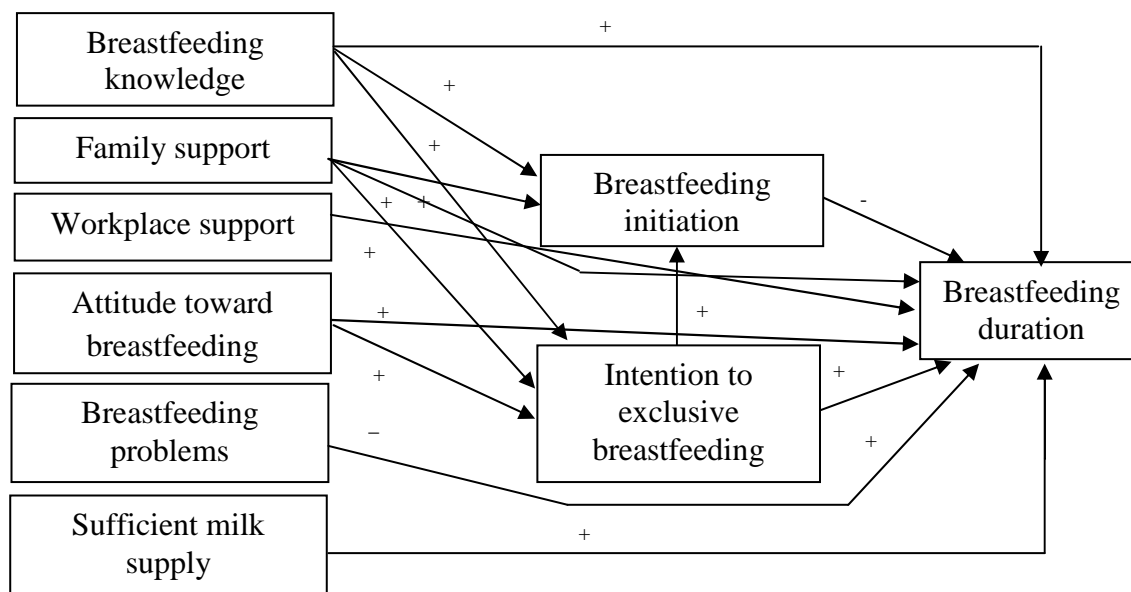 +
Breastfeeding
knowledge
+
+
Family support
Breastfeeding
initiation
-
+ +
Workplace support
+
Attitude toward
breastfeeding
+
+
Breastfeeding
duration
Intention to
exclusive
breastfeeding
+
+
Breastfeeding
problems
–
+
Sufficient milk
supply
+